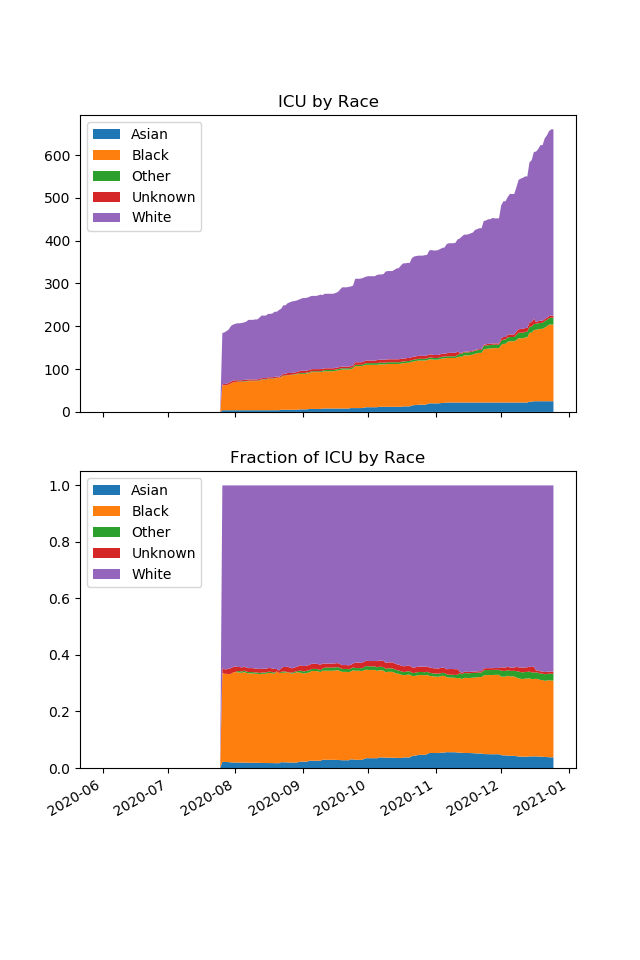 ICU by Race
Asian
Black
Other
Unknown
White
600
500
400
300
200
100
0
Fraction of ICU by Race
Asian
Black
Other
Unknown
White
1.0
0.8
0.6
0.4
0.2
0.0
2020-06 2020-07 2020-08 2020-09 2020-10 2020-11 2020-12 2021-01